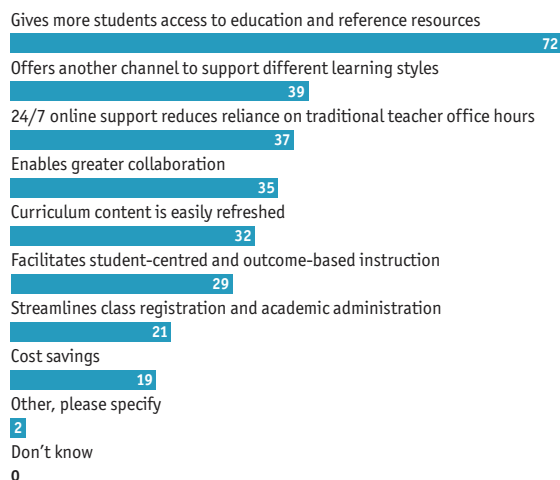 Gives more students access to education and reference resources
72
Offers another channel to support different learning styles
39
24/7 online support reduces reliance on traditional teacher office hours
37
Enables greater collaboration
35
Curriculum content is easily refreshed
32
Facilitates student-centred and outcome-based instruction
29
Streamlines class registration and academic administration
21
Cost savings
19
Other, please specify
2
Don’t know
0